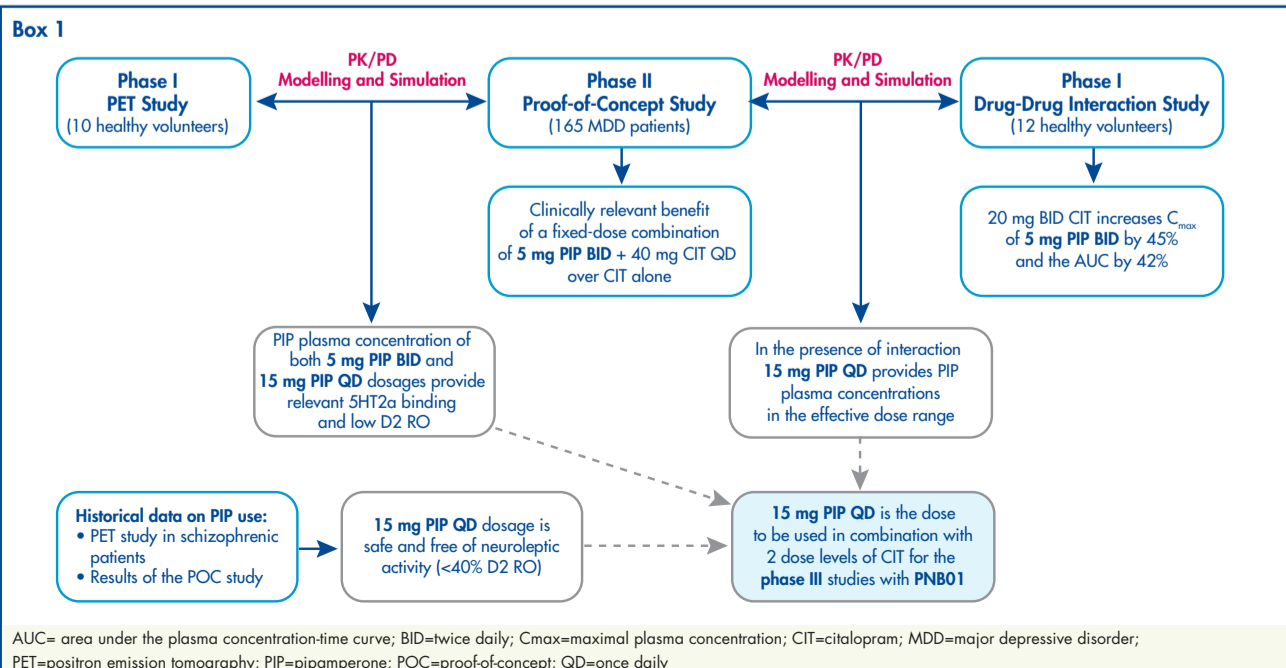 Box 1
Phase I
PET Study
(10 healthy volunteers)
PK/PD
Modelling and Simulation
Phase II
Proof-of-Concept Study
(165 MDD patients)
PK/PD
Modelling and Simulation
Phase I
Drug-Drug Interaction Study
(12 healthy volunteers)
Clinically relevant benefit
of a fixed-dose combination
of 5 mg PIP BID + 40 mg CIT QD
over CIT alone
20 mg BID CIT increases Cmax
of 5 mg PIP BID by 45%
and the AUC by 42%
PIP plasma concentration of
both 5 mg PIP BID and
15 mg PIP QD dosages provide
relevant 5HT2a binding
and low D2 RO
In the presence of interaction
15 mg PIP QD provides PIP
plasma concentrations
in the effective dose range
Historical data on PIP use:
• PET study in schizophrenic
patients
• Results of the POC study
15 mg PIP QD dosage is
safe and free of neuroleptic
activity (<40% D2 RO)
15 mg PIP QD is the dose
to be used in combination with
2 dose levels of CIT for the
phase III studies with PNB01
AUC= area under the plasma concentration-time curve; BID=twice daily; Cmax=maximal plasma concentration; CIT=citalopram; MDD=major depressive disorder;
PET=positron emission tomography; PIP=pipamperone; POC=proof-of-concept; QD=once daily